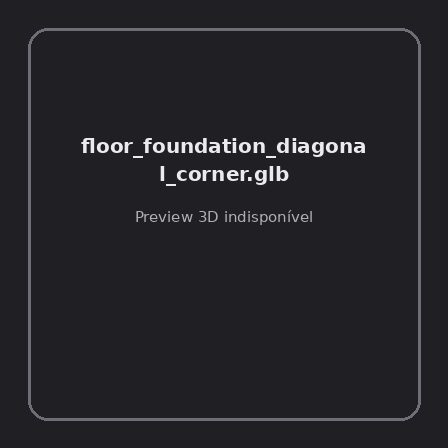 floor_foundation_diagona
l_corner.glb
Preview 3D indisponível